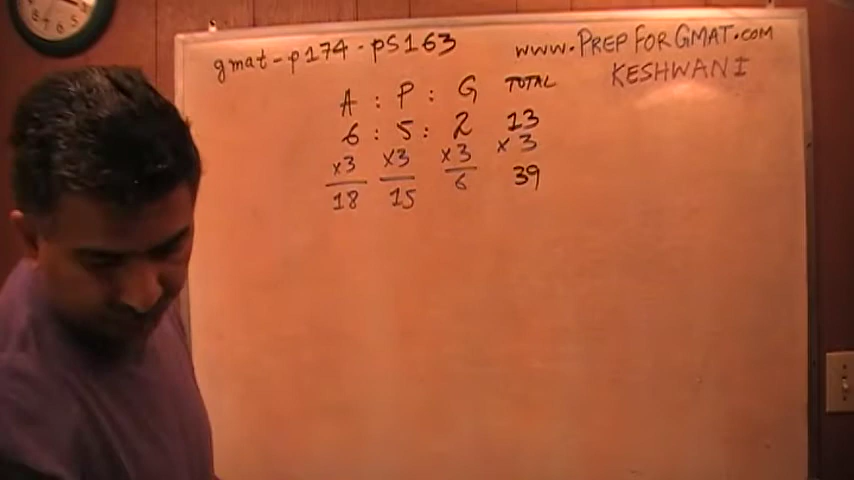 gmat-p174-PS163
www.PREPFORGMAT.COM
KESHWANI
A : P : G TOTAL
6 : 5 : 2 13
x3 x3 x3 x3
18 15 6 39